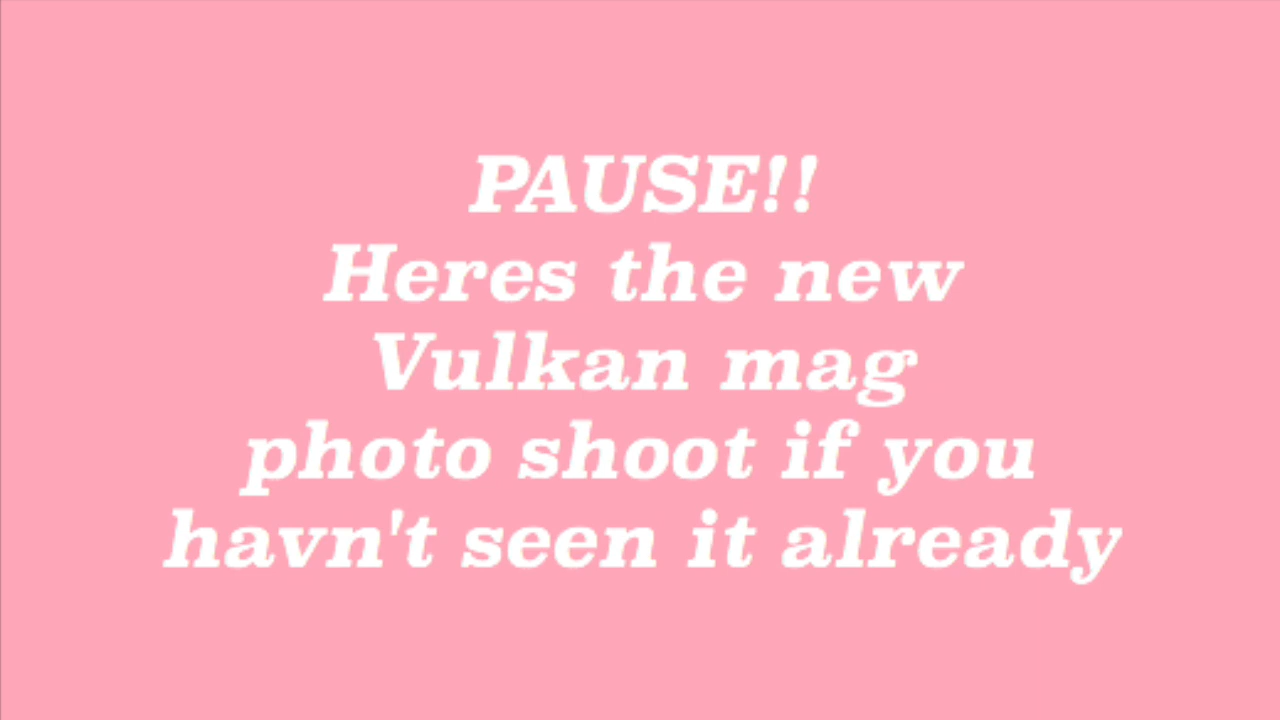 PAUSE!!
Heres the new
Vulkan mag
photo shoot if you
havn't seen it already